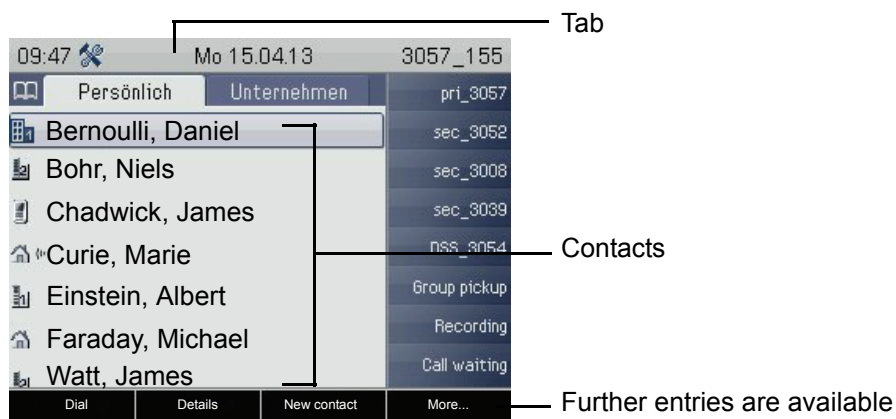 Tab
09:47 Mo 15.04.13 3057_155
Persönlich Unternehmen pri_3057
Bernoulli, Daniel sec_3052
Bohr, Niels sec_3008
Chadwick, James sec_3039
Curie, Marie DSS_3054 Contacts
Einstein, Albert Group pickup
Faraday, Michael Recording
Watt, James Call waiting
Dial Details New contact More... Further entries are available